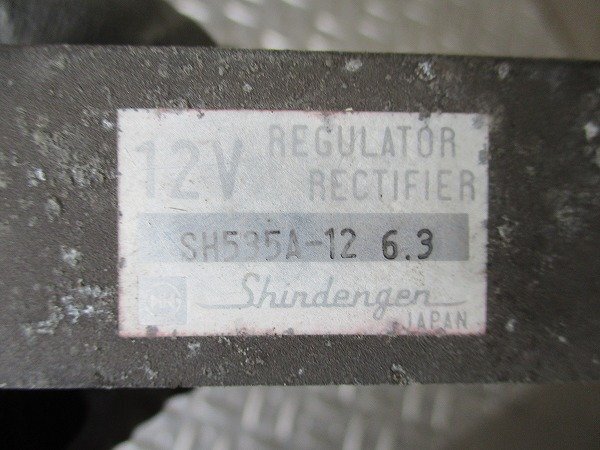 12V REGULATOR
RECTIFIER
SH535A-12 6.3
Shindengen
JAPAN